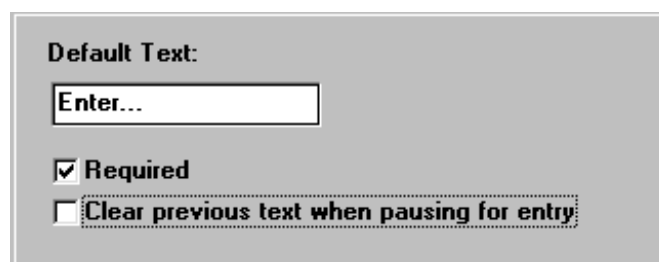 Default Text:
Enter...
Required
Clear previous text when pausing for entry